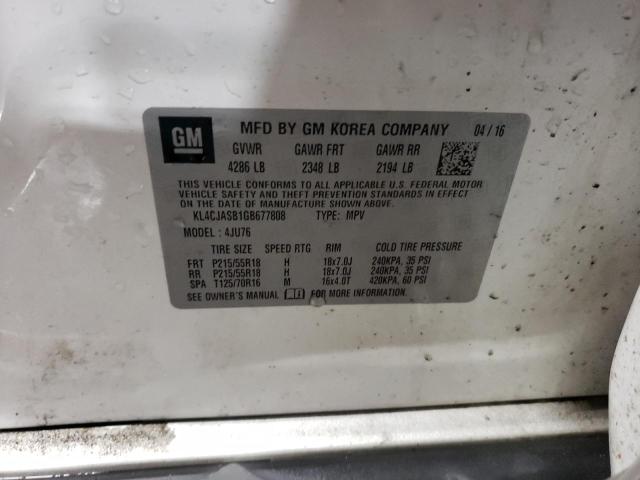 GM MFD BY GM KOREA COMPANY 04/16
GVWR GAWR FRT GAWR RR
4286 LB 2348 LB 2194 LB
THIS VEHICLE CONFORMS TO ALL APPLICABLE U.S. FEDERAL MOTOR
VEHICLE SAFETY AND THEFT PREVENTION STANDARDS IN EFFECT ON
THE DATE OF MANUFACTURE SHOWN ABOVE.
KL4CJASB1GB677808 TYPE: MPV
MODEL: 4JU76
TIRE SIZE SPEED RTG RIM COLD TIRE PRESSURE
FRT P215/55R18 H 18x7.0J 240KPA, 35 PSI
RR P215/55R18 H 18x7.0J 240KPA, 35 PSI
SPA T125/70R16 M 16x4.0T 420KPA, 60 PSI
SEE OWNER'S MANUAL FOR MORE INFORMATION.